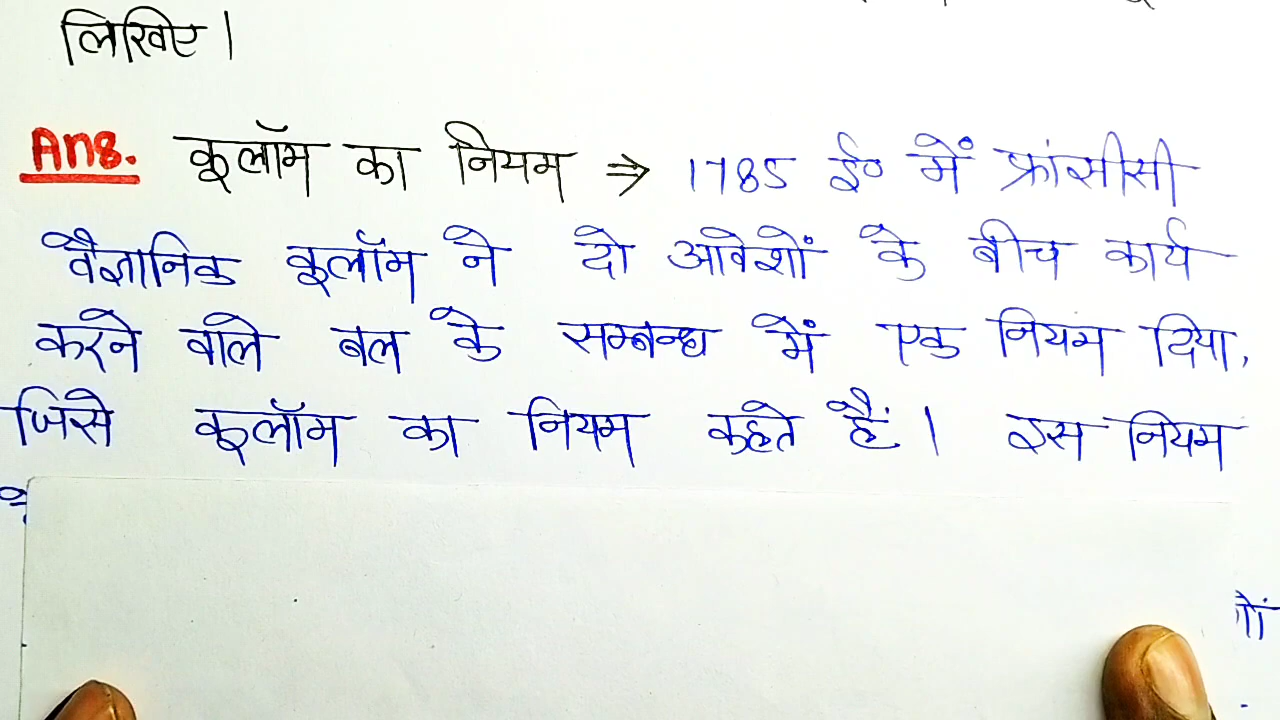 लिखिए।
Ans. कूलॉम का नियम ⇒ 1785 ई० में फ्रांसीसी
वैज्ञानिक कूलॉम ने दो आवेशों के बीच कार्य
करने वाले बल के सम्बन्ध में एक नियम दिया,
जिसे कूलॉम का नियम कहते हैं। इस नियम